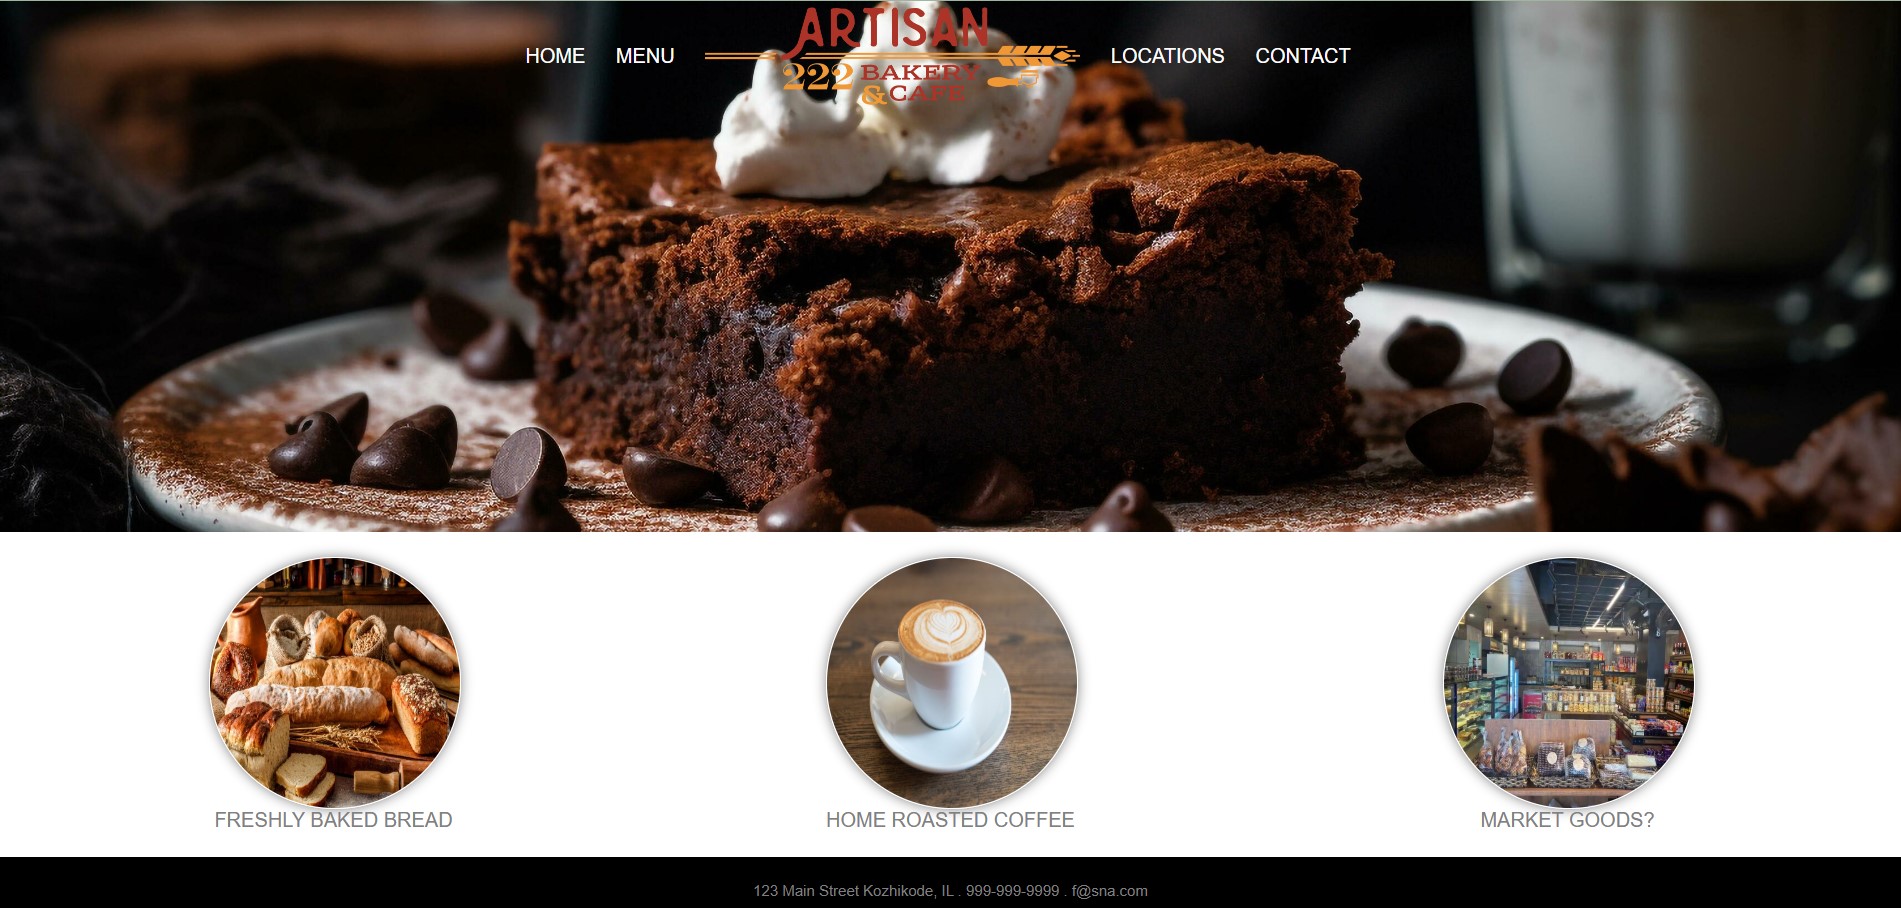 HOME MENU
ARTISAN
222 BAKERY
& CAFE
LOCATIONS CONTACT
FRESHLY BAKED BREAD
HOME ROASTED COFFEE
MARKET GOODS?
123 Main Street Kozhikode, IL . 999-999-9999 . f@sna.com